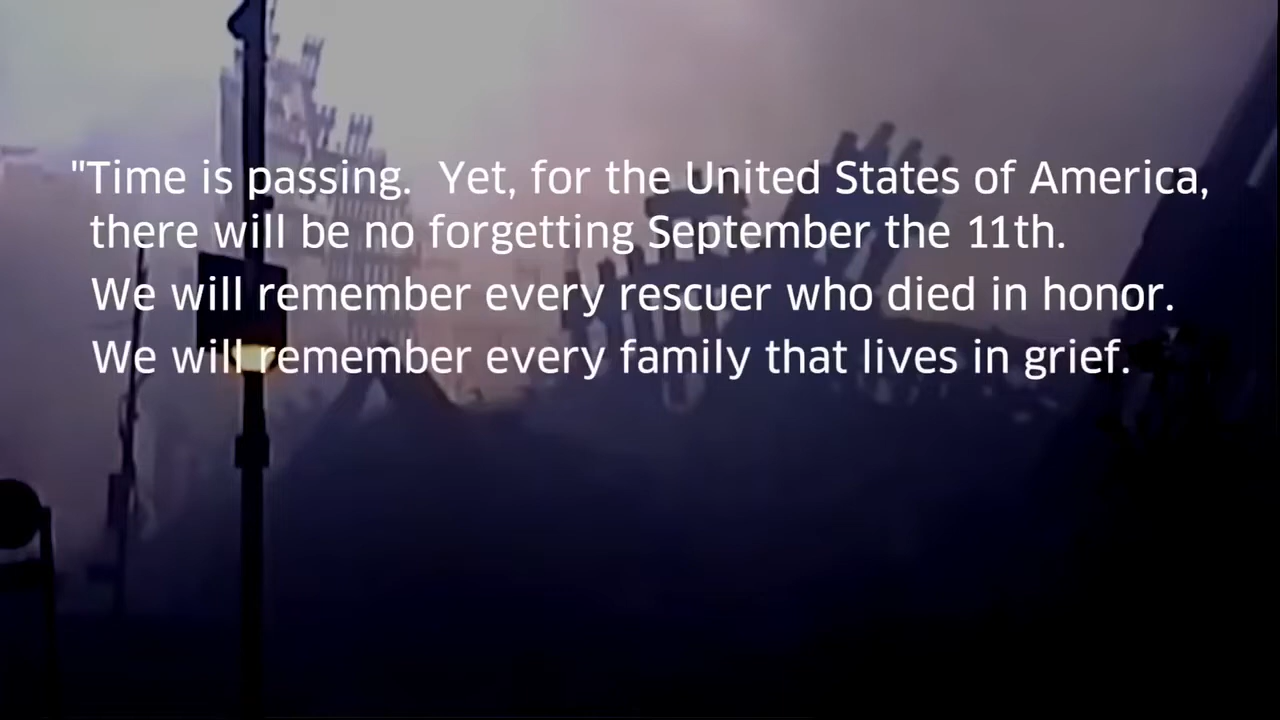 "Time is passing.  Yet, for the United States of America,
there will be no forgetting September the 11th.
We will remember every rescuer who died in honor.
We will remember every family that lives in grief.